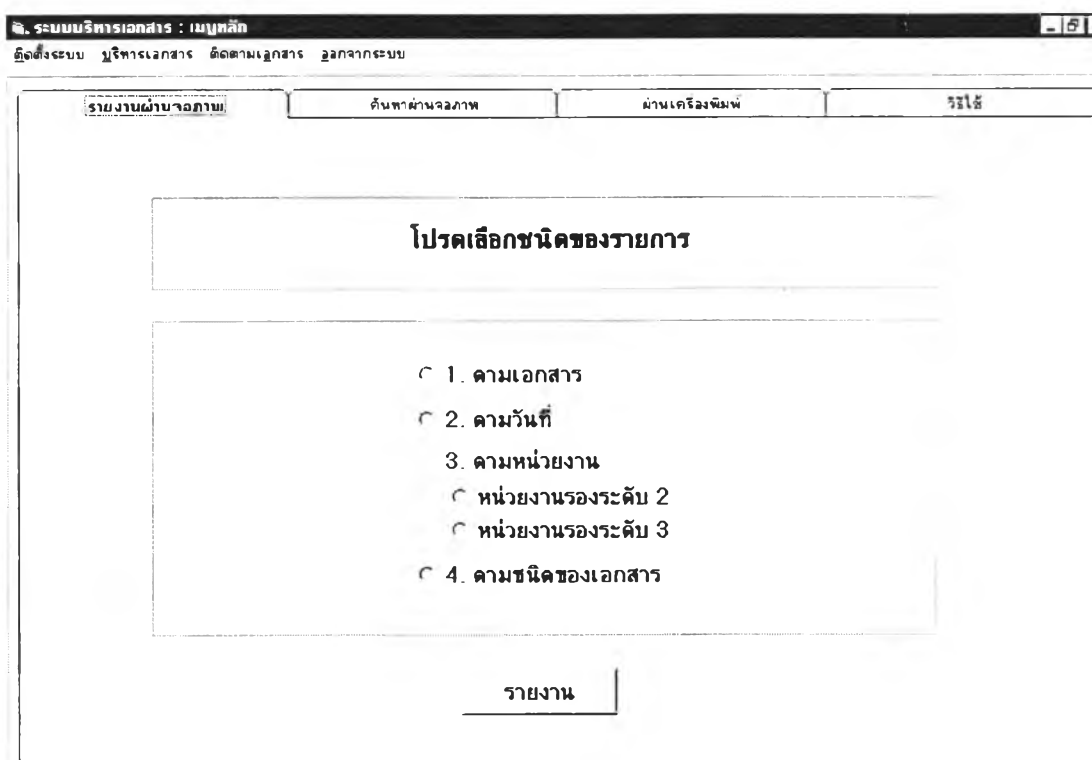 ระบบบริหารเอกสาร : เมนูหลัก
ติดตั้งระบบ บริหารเอกสาร ติดตามเอกสาร ออกจากระบบ
รายงานผ่านจอภาพ ค้นหาผ่านจอภาพ ผ่านเครื่องพิมพ์ วิธีใช้
โปรดเลือกชนิดของรายการ
1. ตามเอกสาร
2. ตามวันที่
3. ตามหน่วยงาน
หน่วยงานรองระดับ 2
หน่วยงานรองระดับ 3
4. ตามชนิดของเอกสาร
รายงาน